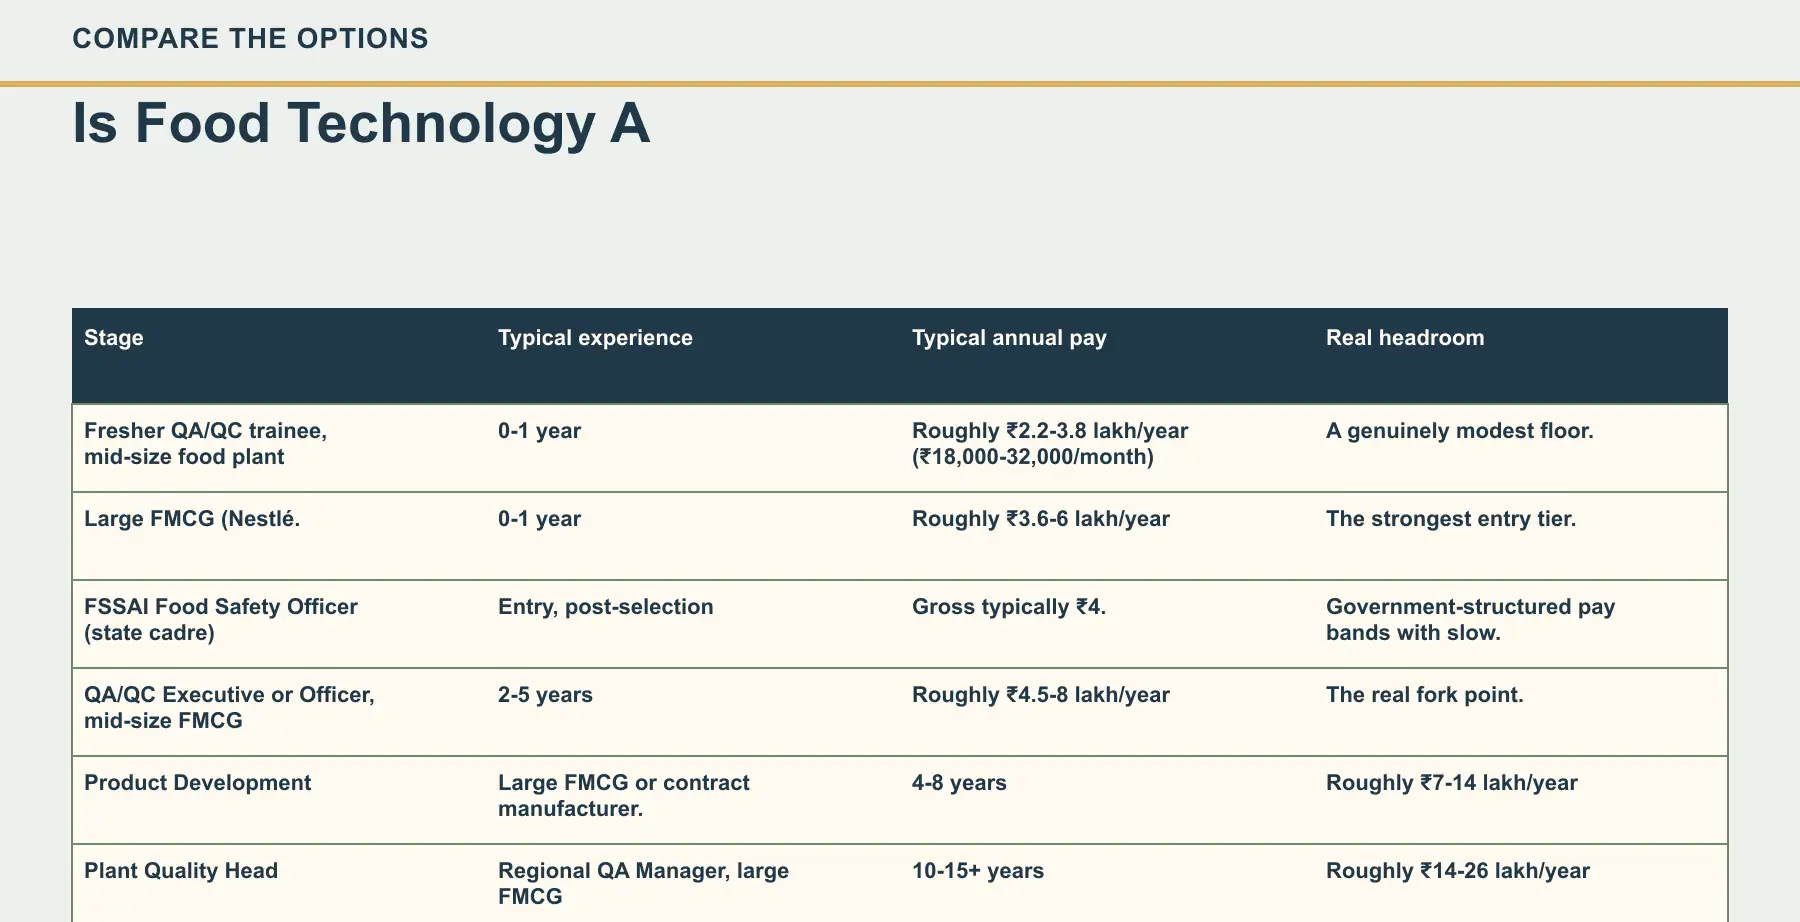 COMPARE THE OPTIONS
Is Food Technology A
Stage Typical experience Typical annual pay Real headroom
Fresher QA/QC trainee,
mid-size food plant
0-1 year
Roughly ₹2.2-3.8 lakh/year
(₹18,000-32,000/month)
A genuinely modest floor.
Large FMCG (Nestlé.
0-1 year
Roughly ₹3.6-6 lakh/year
The strongest entry tier.
FSSAI Food Safety Officer
(state cadre)
Entry, post-selection
Gross typically ₹4.
Government-structured pay
bands with slow.
QA/QC Executive or Officer,
mid-size FMCG
2-5 years
Roughly ₹4.5-8 lakh/year
The real fork point.
Product Development
Large FMCG or contract
manufacturer.
4-8 years
Roughly ₹7-14 lakh/year
Plant Quality Head
Regional QA Manager, large
FMCG
10-15+ years
Roughly ₹14-26 lakh/year